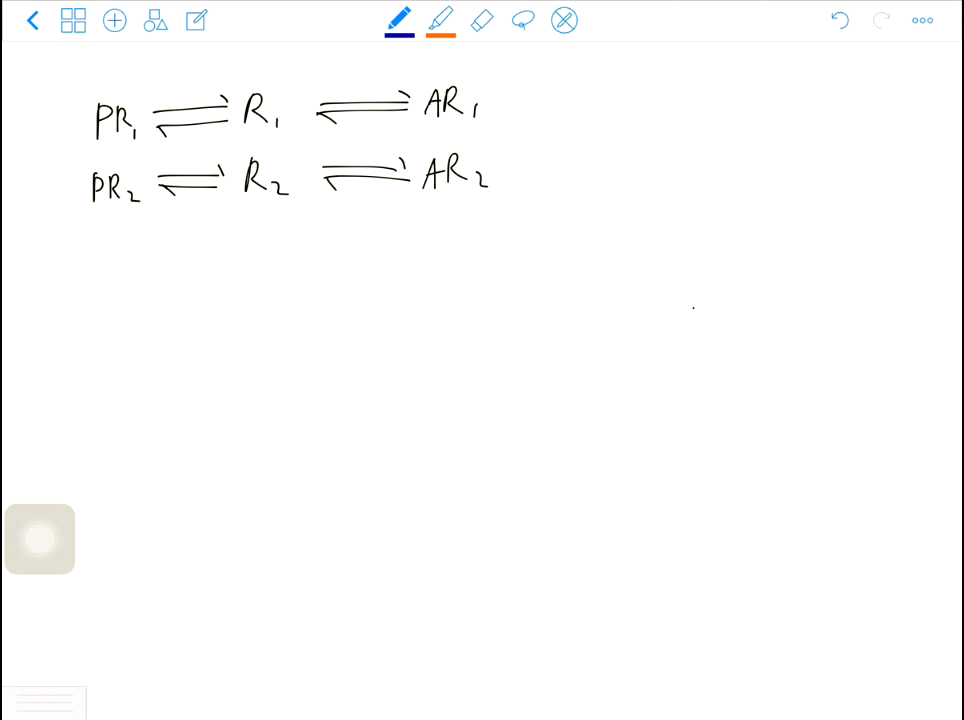 PR₁ ⇌ R₁ ⇌ AR₁
PR₂ ⇌ R₂ ⇌ AR₂